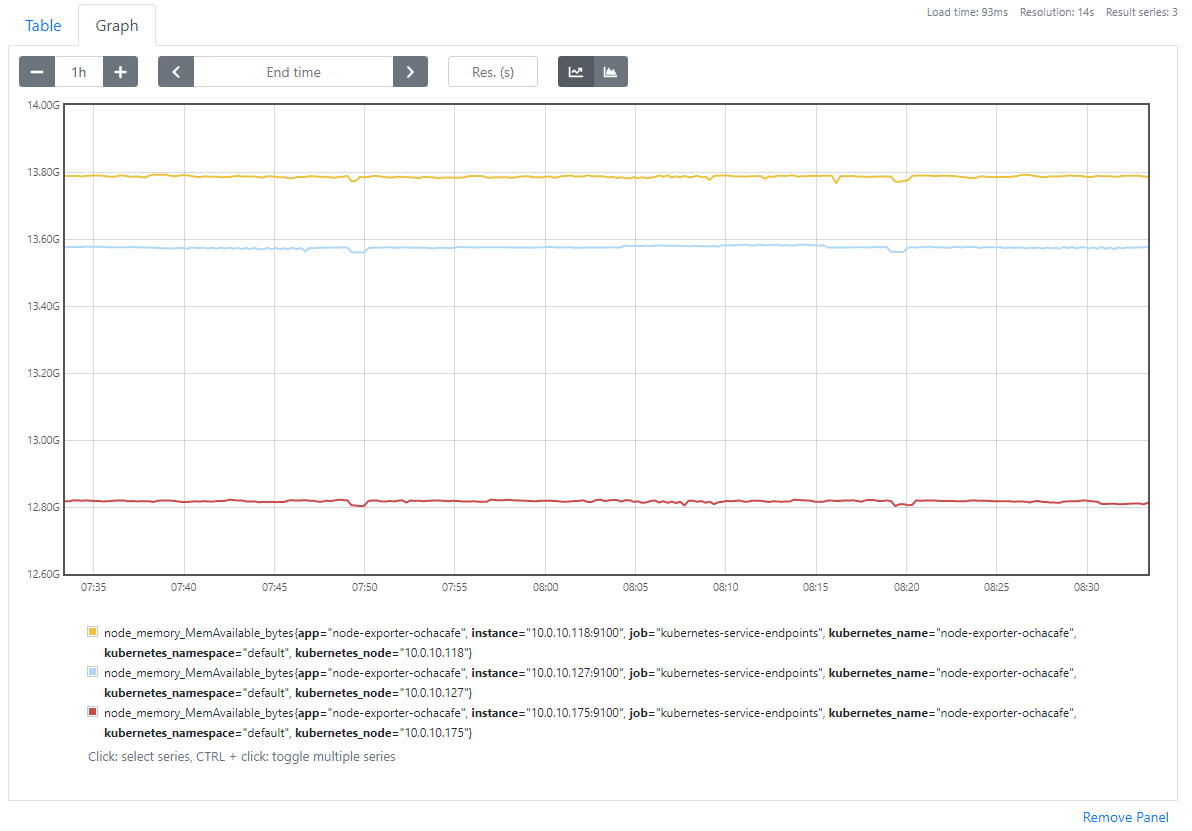 Table Graph Load time: 93ms Resolution: 14s Result series: 3
1h End time Res. (s)
14.00G
13.80G
13.60G
13.40G
13.20G
13.00G
12.80G
12.60G
07:35 07:40 07:45 07:50 07:55 08:00 08:05 08:10 08:15 08:20 08:25 08:30
node_memory_MemAvailable_bytes{app="node-exporter-ochacafe", instance="10.0.10.118:9100", job="kubernetes-service-endpoints", kubernetes_name="node-exporter-ochacafe",
kubernetes_namespace="default", kubernetes_node="10.0.10.118"}
node_memory_MemAvailable_bytes{app="node-exporter-ochacafe", instance="10.0.10.127:9100", job="kubernetes-service-endpoints", kubernetes_name="node-exporter-ochacafe",
kubernetes_namespace="default", kubernetes_node="10.0.10.127"}
node_memory_MemAvailable_bytes{app="node-exporter-ochacafe", instance="10.0.10.175:9100", job="kubernetes-service-endpoints", kubernetes_name="node-exporter-ochacafe",
kubernetes_namespace="default", kubernetes_node="10.0.10.175"}
Click: select series, CTRL + click: toggle multiple series
Remove Panel